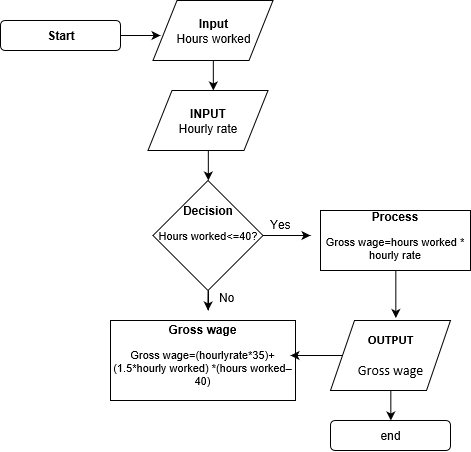 Start
Input
Hours worked
INPUT
Hourly rate
Decision
Hours worked<=40?
Yes
No
Process
Gross wage=hours worked *
hourly rate
Gross wage
Gross wage=(hourlyrate*35)+
(1.5*hourly worked) *(hours worked–
40)
OUTPUT
Gross wage
end